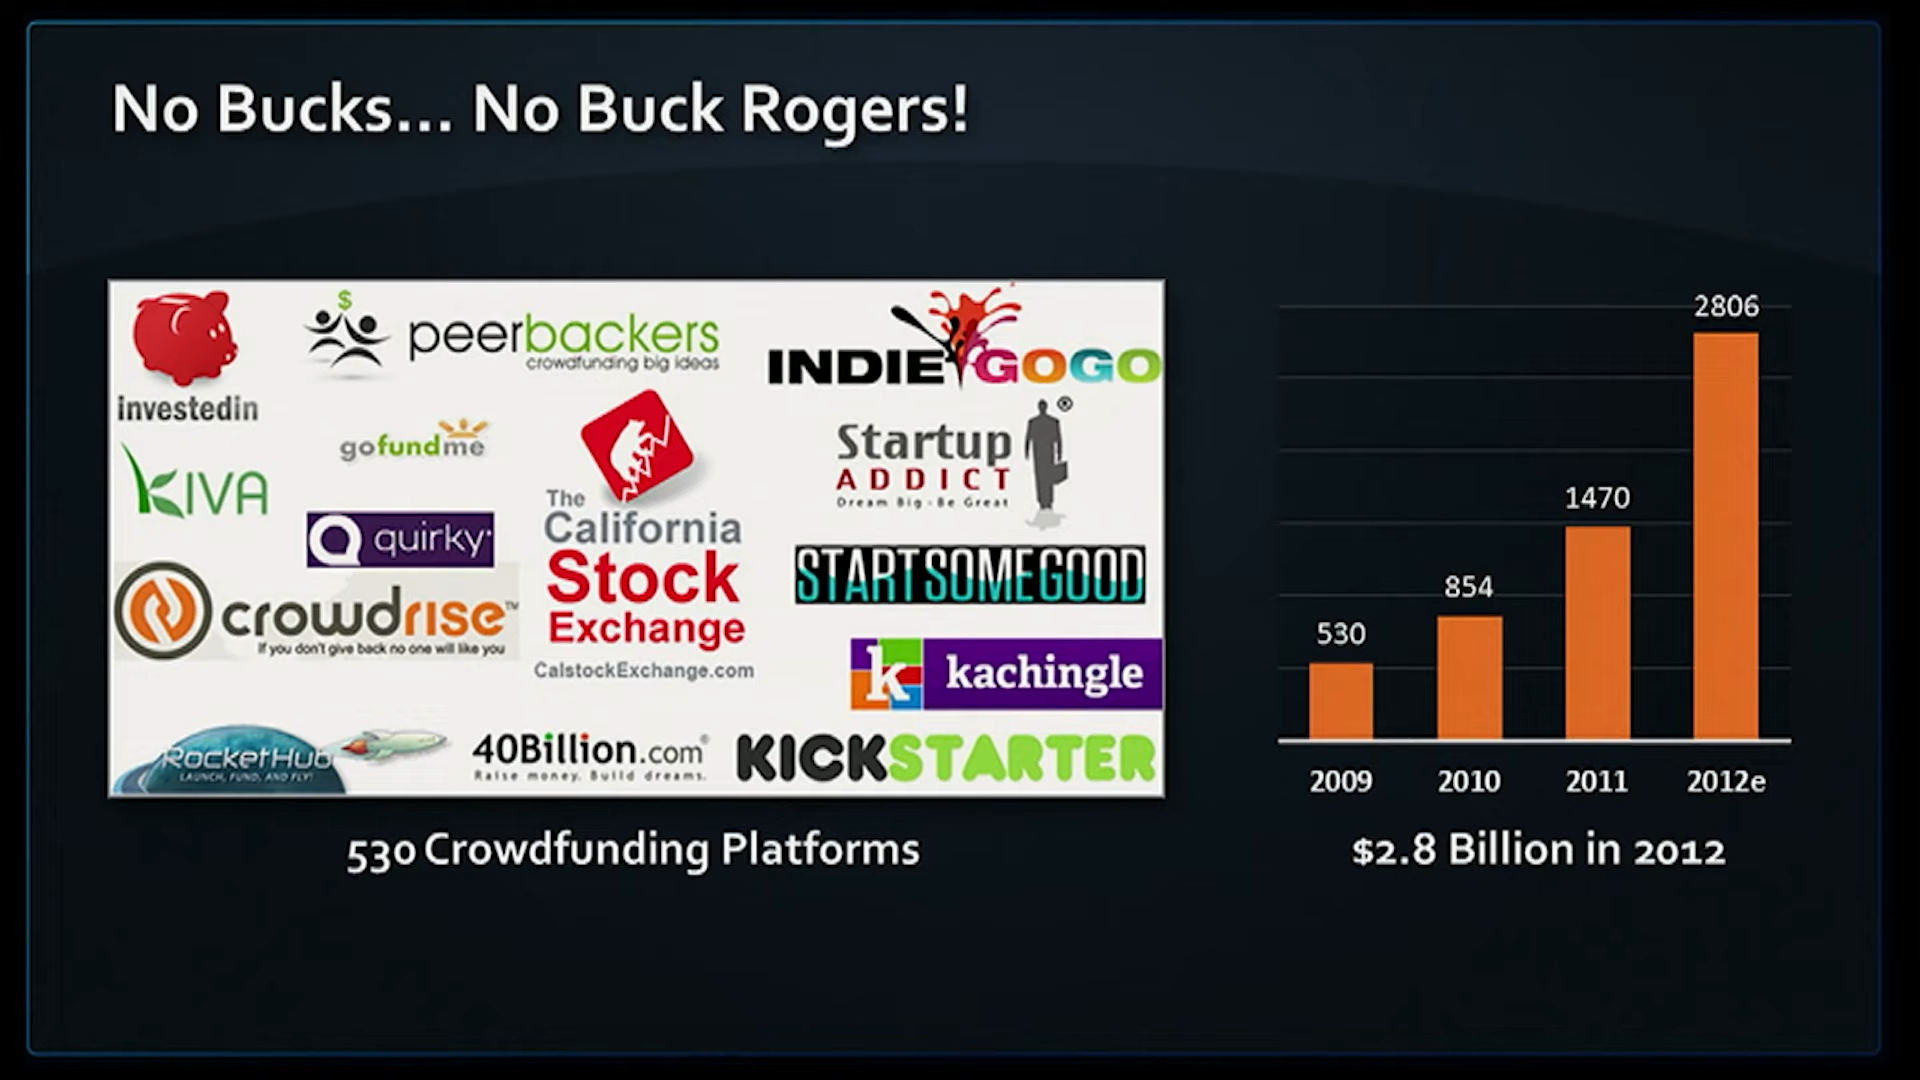 No Bucks... No Buck Rogers!
investedin
$
peerbackers
crowdfunding big ideas
INDIEGOGO
KIVA
gofundme
quirky
The
California
Stock
Exchange
CalstockExchange.com
Startup
ADDICT
Dream Big - Be Great
®
STARTSOMEGOOD
crowdrise™
If you don't give back no one will like you
k kachingle
RocketHub
LAUNCH, FUND, AND FLY!
40Billion.com®
Raise money. Build dreams.
KICKSTARTER
530 Crowdfunding Platforms
530
854
1470
2806
2009 2010 2011 2012e
$2.8 Billion in 2012